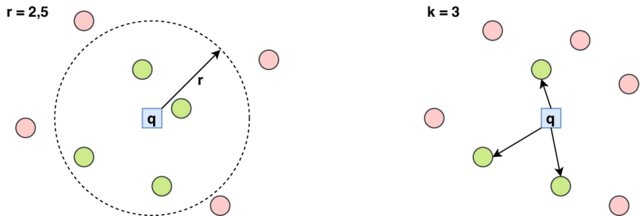 r = 2,5
r
q
k = 3
q